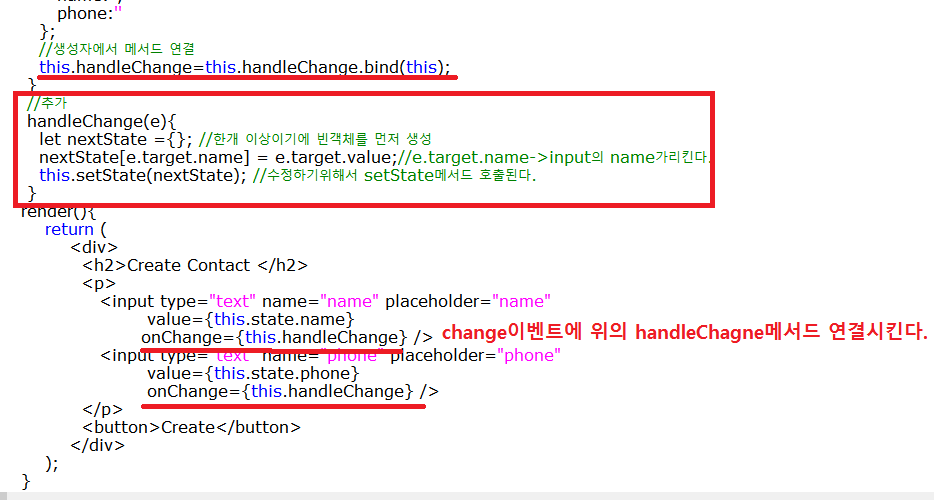 phone:''
};
//생성자에서 메서드 연결
this.handleChange=this.handleChange.bind(this);
}
//추가
handleChange(e){
let nextState ={}; //한개 이상이기에 빈객체를 먼저 생성
nextState[e.target.name] = e.target.value;//e.target.name->input의 name가리킨다.
this.setState(nextState); //수정하기위해서 setState메서드 호출된다.
}
render(){
return (
<div>
<h2>Create Contact </h2>
<p>
<input type="text" name="name" placeholder="name"
value={this.state.name}
onChange={this.handleChange} /> change이벤트에 위의 handleChagne메서드 연결시킨다.
<input type="text" name="phone" placeholder="phone"
value={this.state.phone}
onChange={this.handleChange} />
</p>
<button>Create</button>
</div>
);
}